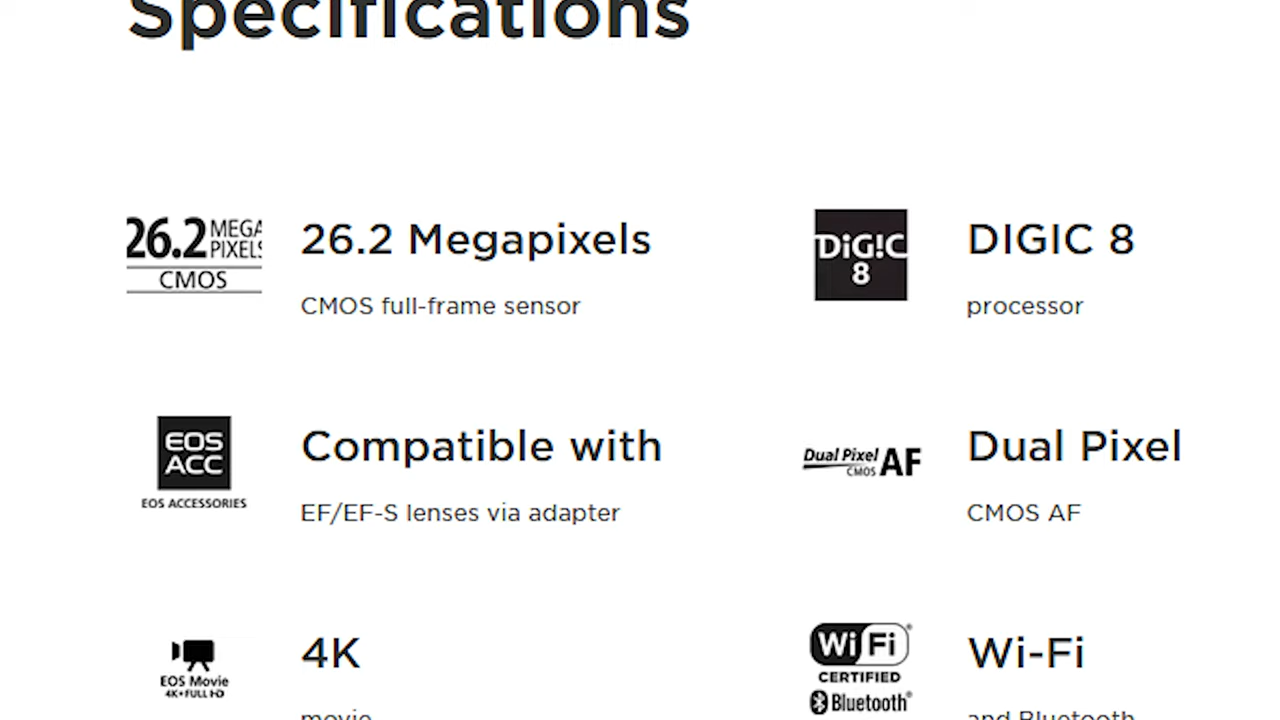 Specifications
26.2 MEGA PIXELS
CMOS
26.2 Megapixels
CMOS full-frame sensor
DiG!C
8
DIGIC 8
processor
EOS
ACC
EOS ACCESSORIES
Compatible with
EF/EF-S lenses via adapter
Dual Pixel CMOS AF
Dual Pixel
CMOS AF
EOS Movie
4K+FULL HD
4K
movie
Wi Fi
CERTIFIED
Bluetooth®
Wi-Fi
and Bluetooth